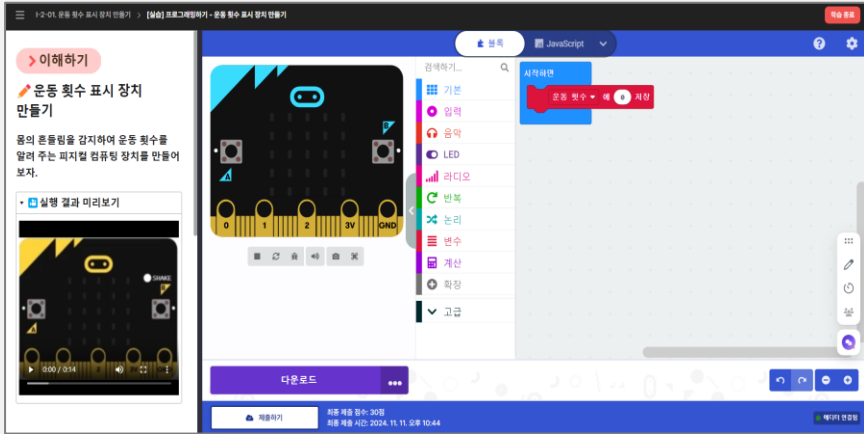 1-2-01. 운동 횟수 표시 장치 만들기 > [실습] 프로그래밍하기 - 운동 횟수 표시 장치 만들기
학습 종료
이해하기
운동 횟수 표시 장치
만들기
몸의 흔들림을 감지하여 운동 횟수를
알려 주는 피지컬 컴퓨팅 장치를 만들어
보자.
실행 결과 미리보기
SHAKE
B
A
0:00 / 0:14
블록
JavaScript
B
A
0 1 2 3V GND
검색하기...
기본
입력
음악
LED
라디오
반복
논리
변수
계산
확장
고급
시작하면
운동 횟수 에 0 저장
다운로드
제출하기
최종 제출 점수: 30점
최종 제출 시간: 2024. 11. 11. 오후 10:44
에디터 연결됨